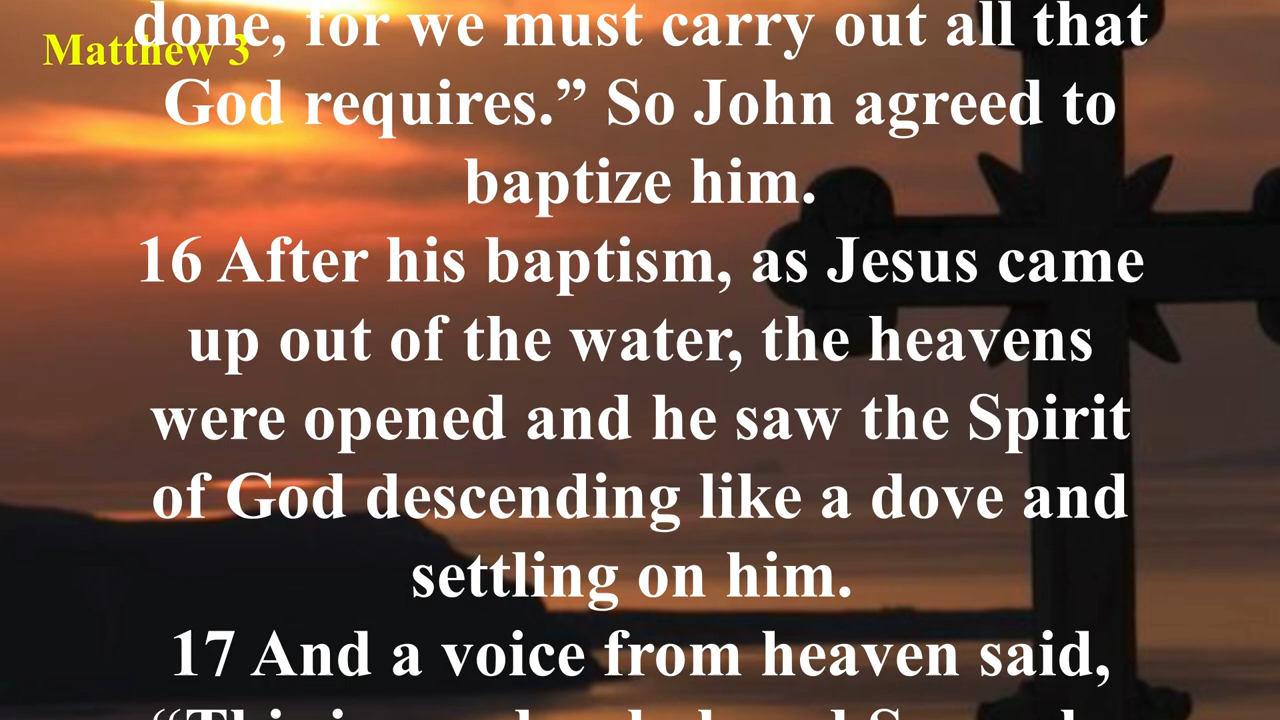 done, for we must carry out all that
Matthew 3
God requires.” So John agreed to
baptize him.
16 After his baptism, as Jesus came
up out of the water, the heavens
were opened and he saw the Spirit
of God descending like a dove and
settling on him.
17 And a voice from heaven said,